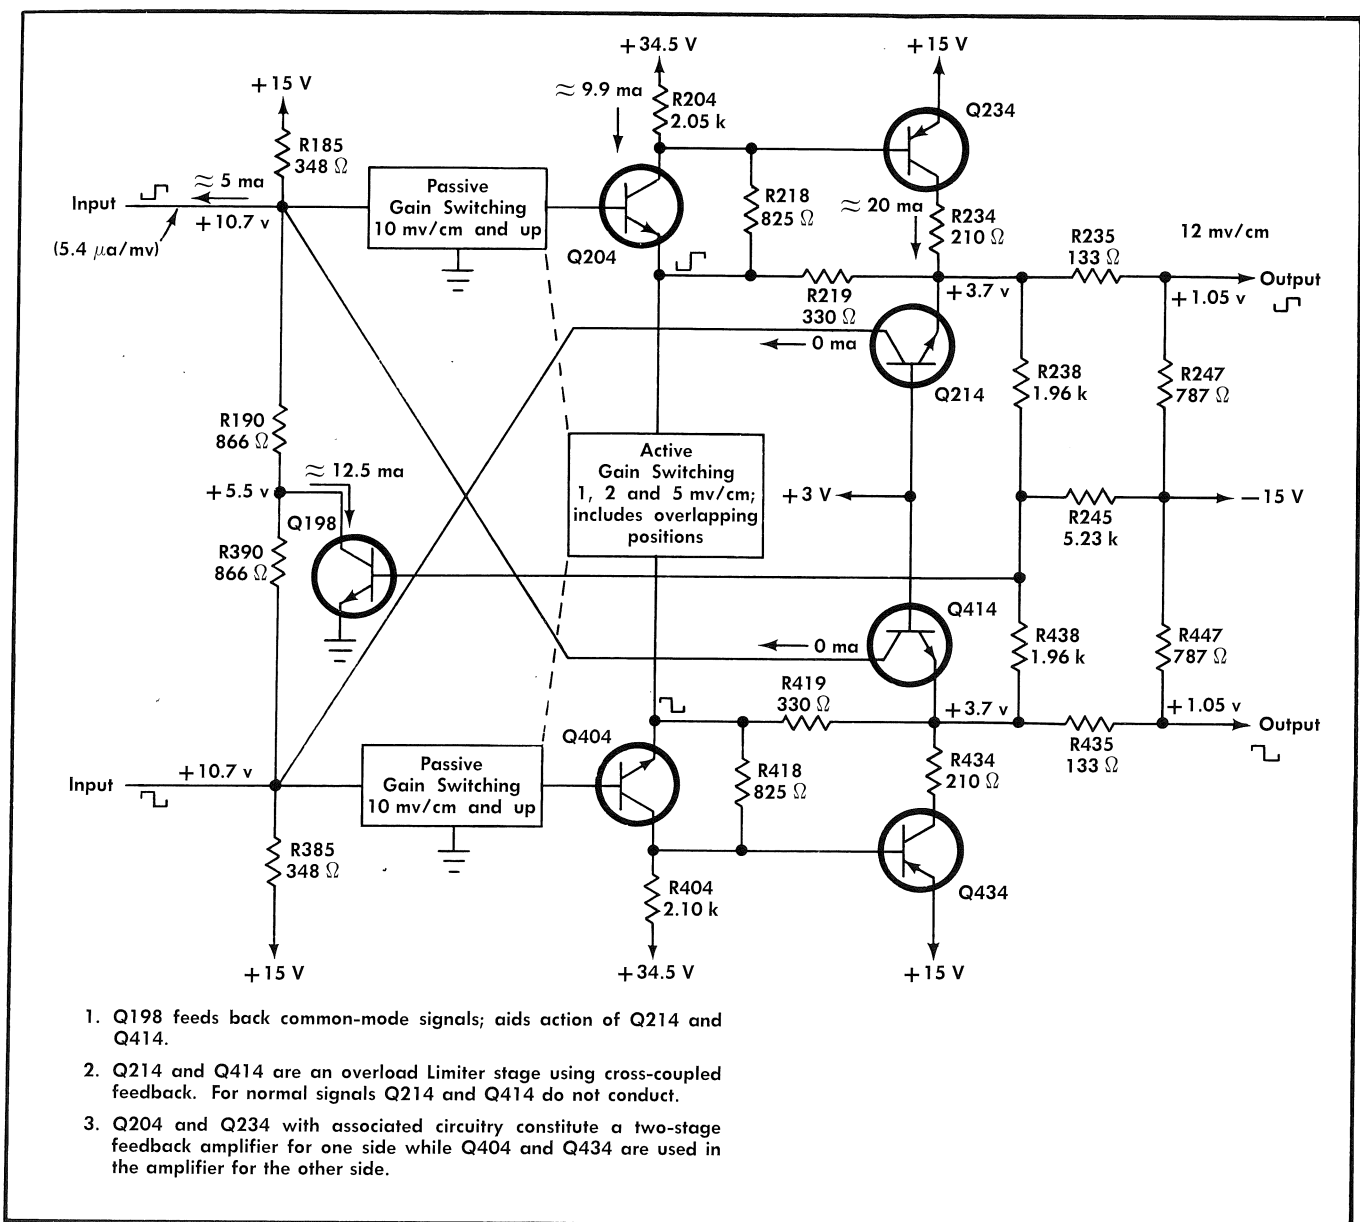 +34.5 V
+15 V
+15 V
≈ 9.9 ma
R204
2.05 k
Q234
R185
348 Ω
≈ 5 ma
Input
+10.7 v
(5.4 μa/mv)
Passive
Gain Switching
10 mv/cm and up
Q204
R218
825 Ω
≈ 20 ma
R234
210 Ω
R235
133 Ω
12 mv/cm
Output
+3.7 v
+1.05 v
R219
330 Ω
0 ma
Q214
R238
1.96 k
R247
787 Ω
R190
866 Ω
≈ 12.5 ma
+5.5 v
Q198
Active
Gain Switching
1, 2 and 5 mv/cm;
includes overlapping
positions
+3 V
R245
5.23 k
−15 V
R390
866 Ω
Q414
0 ma
R438
1.96 k
R447
787 Ω
R419
330 Ω
+3.7 v
+1.05 v
Output
R435
133 Ω
Q404
Input
+10.7 v
Passive
Gain Switching
10 mv/cm and up
R418
825 Ω
R434
210 Ω
R385
348 Ω
R404
2.10 k
Q434
+15 V
+34.5 V
+15 V
1. Q198 feeds back common-mode signals; aids action of Q214 and
Q414.
2. Q214 and Q414 are an overload Limiter stage using cross-coupled
feedback. For normal signals Q214 and Q414 do not conduct.
3. Q204 and Q234 with associated circuitry constitute a two-stage
feedback amplifier for one side while Q404 and Q434 are used in
the amplifier for the other side.